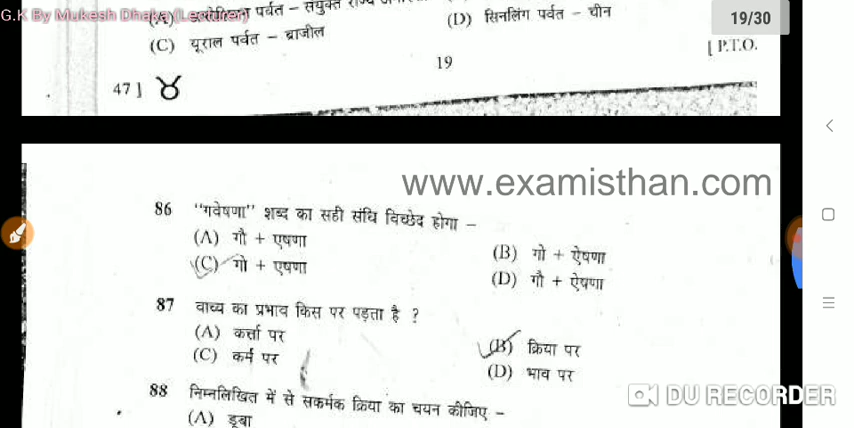 G.K By Mukesh Dhaka (Lecturer)
19/30
(A) पर्वत – संयुक्त राज्य
(D) सिनलिंग पर्वत – चीन
(C) यूराल पर्वत – ब्राजील
[ P.T.O.
19
47 ]
www.examisthan.com
86 "गवेषणा" शब्द का सही संधि विच्छेद होगा –
(A) गौ + एषणा
(B) गो + ऐषणा
(C) गो + एषणा
(D) गौ + ऐषणा
87 वाच्य का प्रभाव किस पर पड़ता है ?
(A) कर्त्ता पर
(B) क्रिया पर
(C) कर्म पर
(D) भाव पर
88 निम्नलिखित में से सकर्मक क्रिया का चयन कीजिए –
(A) डूबा
DU RECORDER